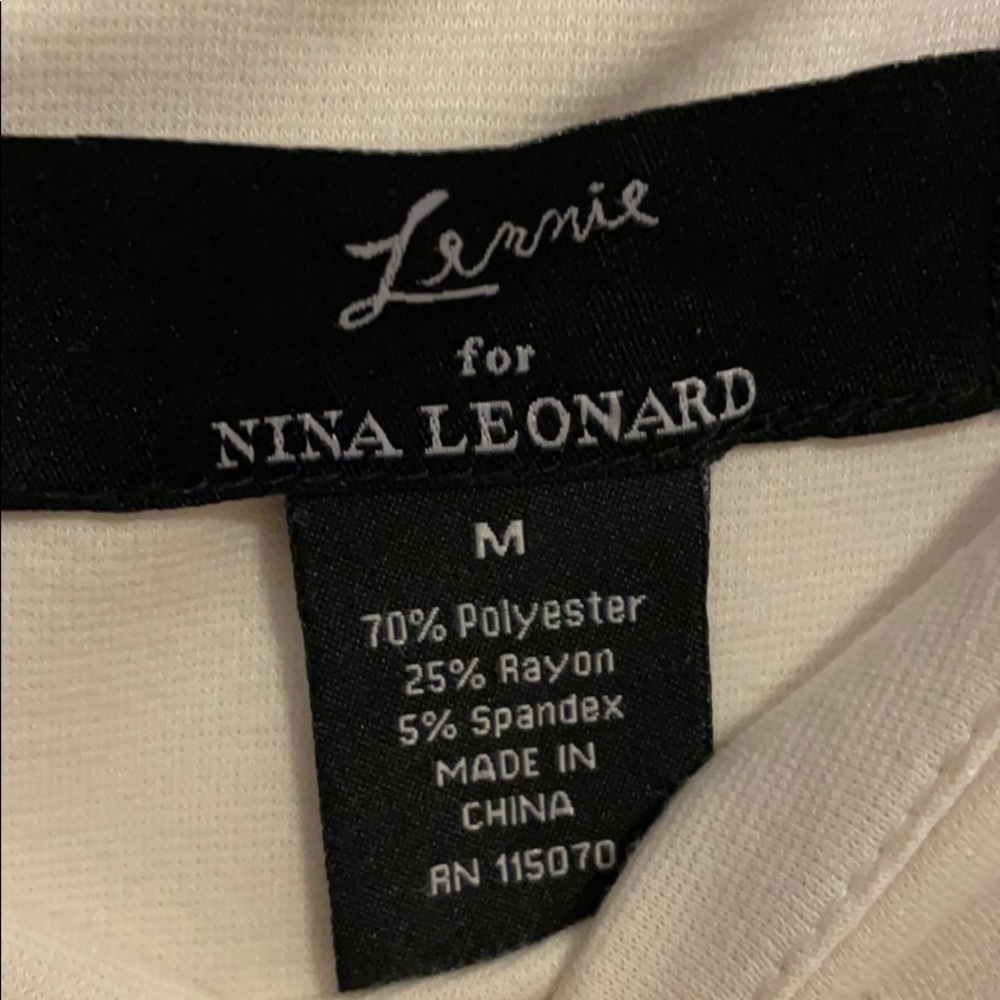 Lennie
for
NINA LEONARD
M
70% Polyester
25% Rayon
5% Spandex
MADE IN
CHINA
RN 115070